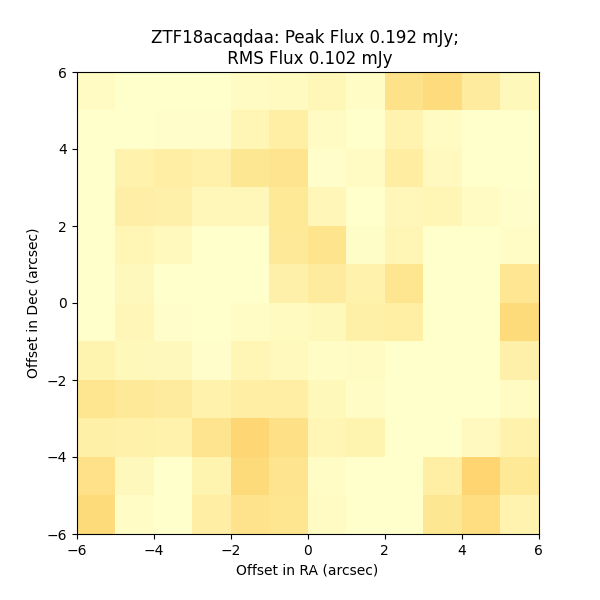 ZTF18acaqdaa: Peak Flux 0.192 mJy;
RMS Flux 0.102 mJy
6
4
2
0
−2
−4
−6
Offset in Dec (arcsec)
−6 −4 −2 0 2 4 6
Offset in RA (arcsec)